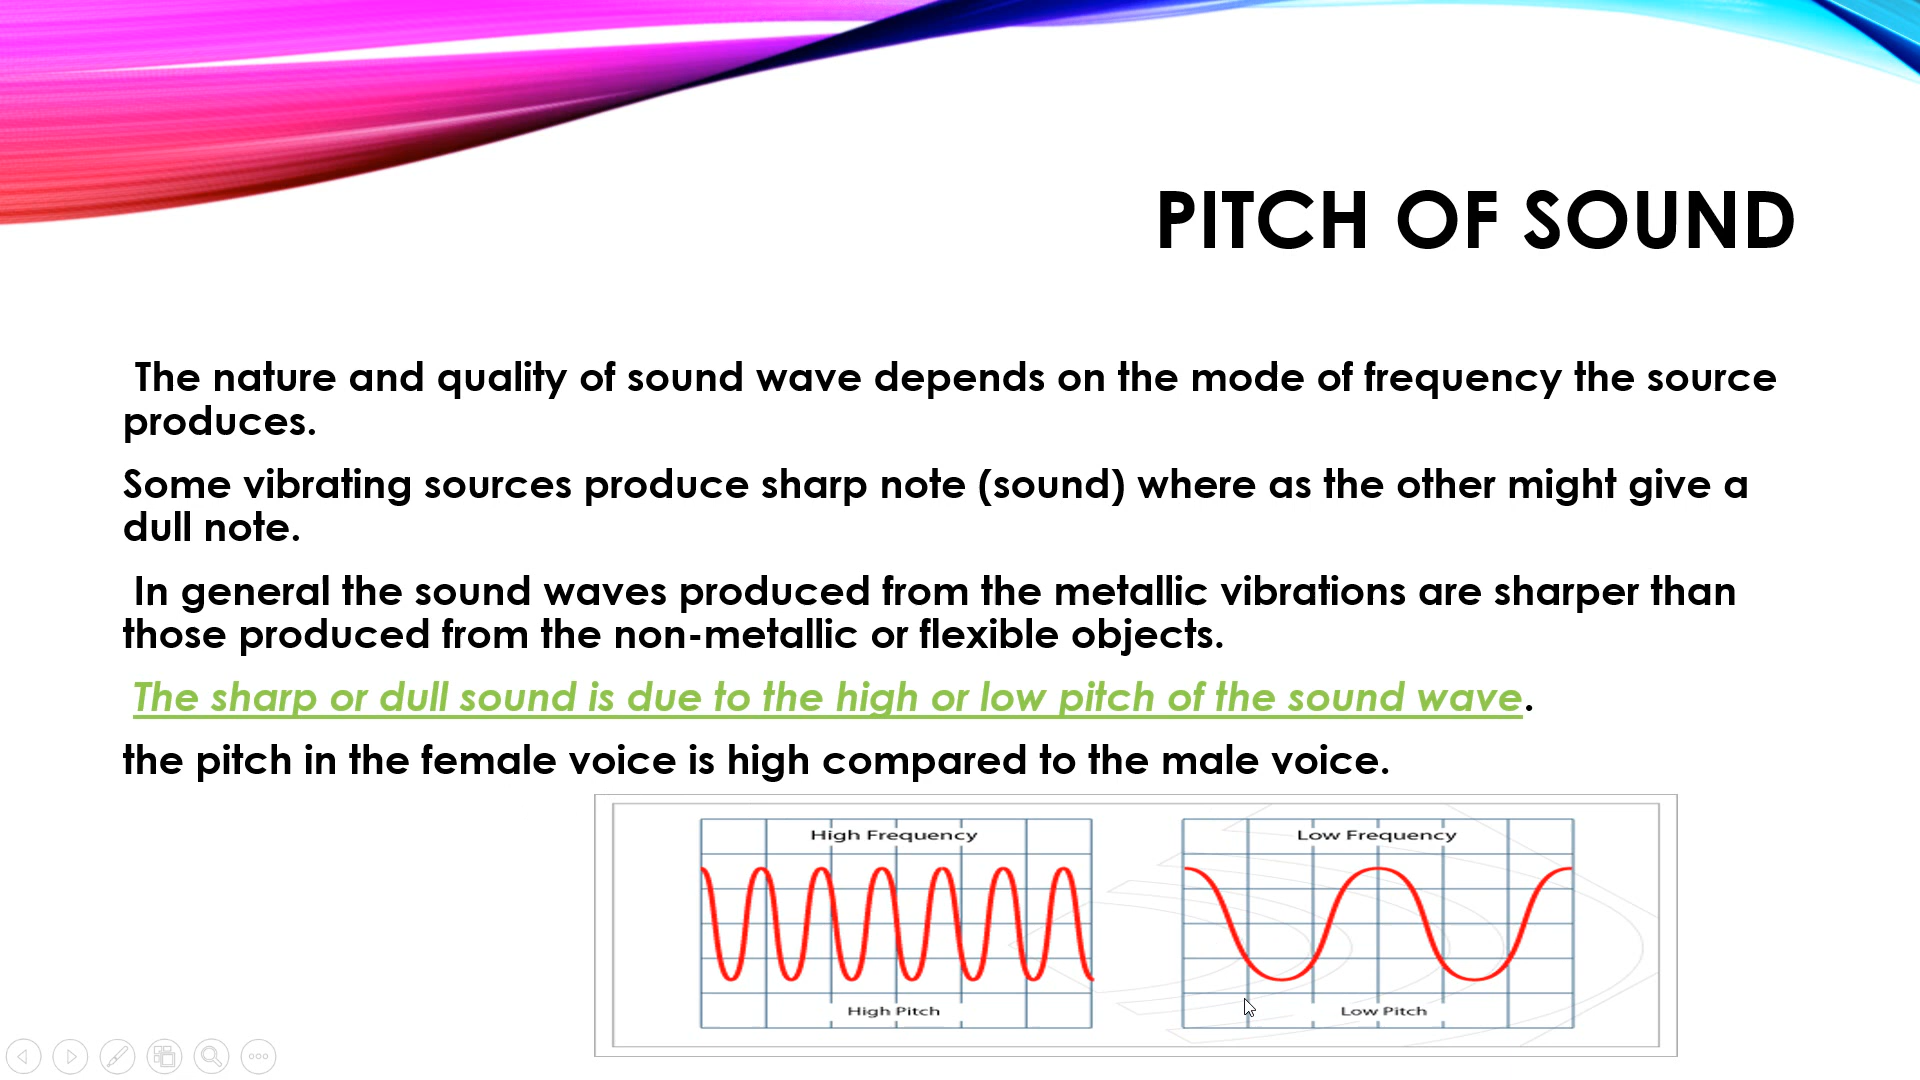 PITCH OF SOUND
The nature and quality of sound wave depends on the mode of frequency the source
produces.
Some vibrating sources produce sharp note (sound) where as the other might give a
dull note.
In general the sound waves produced from the metallic vibrations are sharper than
those produced from the non-metallic or flexible objects.
The sharp or dull sound is due to the high or low pitch of the sound wave.
the pitch in the female voice is high compared to the male voice.
High Frequency
Low Frequency
High Pitch
Low Pitch